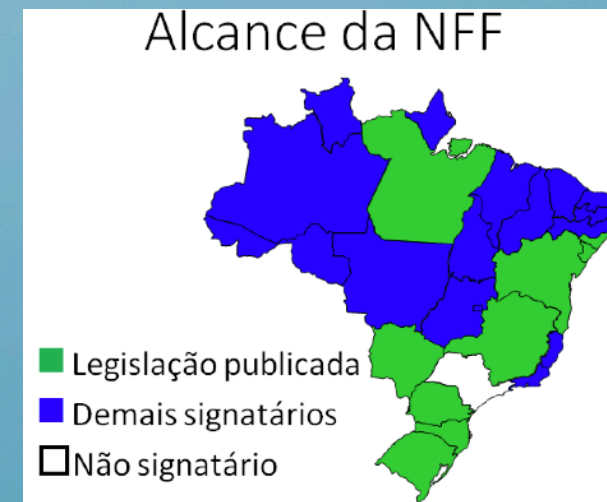 Alcance da NFF
Legislação publicada
Demais signatários
Não signatário